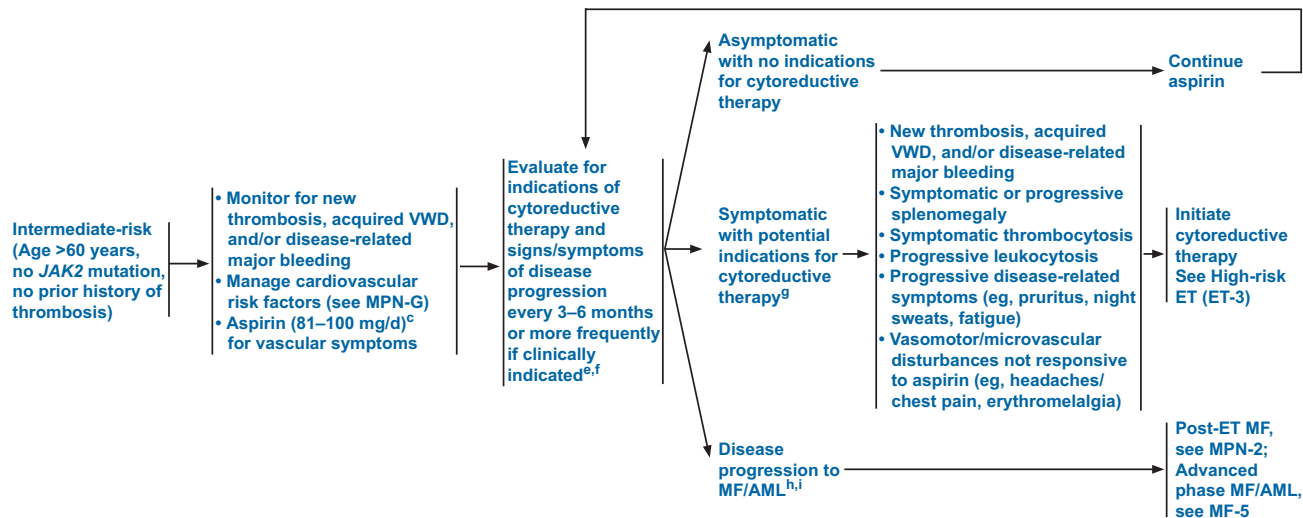 Intermediate-risk
(Age >60 years,
no JAK2 mutation,
no prior history of
thrombosis)
• Monitor for new
thrombosis, acquired VWD,
and/or disease-related
major bleeding
• Manage cardiovascular
risk factors (see MPN-G)
• Aspirin (81–100 mg/d)c
for vascular symptoms
Evaluate for
indications of
cytoreductive
therapy and
signs/symptoms
of disease
progression
every 3–6 months
or more frequently
if clinically
indicatede,f
Asymptomatic
with no indications
for cytoreductive
therapy
Continue
aspirin
Symptomatic
with potential
indications for
cytoreductive
therapyg
• New thrombosis, acquired
VWD, and/or disease-related
major bleeding
• Symptomatic or progressive
splenomegaly
• Symptomatic thrombocytosis
• Progressive leukocytosis
• Progressive disease-related
symptoms (eg, pruritus, night
sweats, fatigue)
• Vasomotor/microvascular
disturbances not responsive
to aspirin (eg, headaches/
chest pain, erythromelalgia)
Initiate
cytoreductive
therapy
See High-risk
ET (ET-3)
Disease
progression to
MF/AMLh,i
Post-ET MF,
see MPN-2;
Advanced
phase MF/AML,
see MF-5